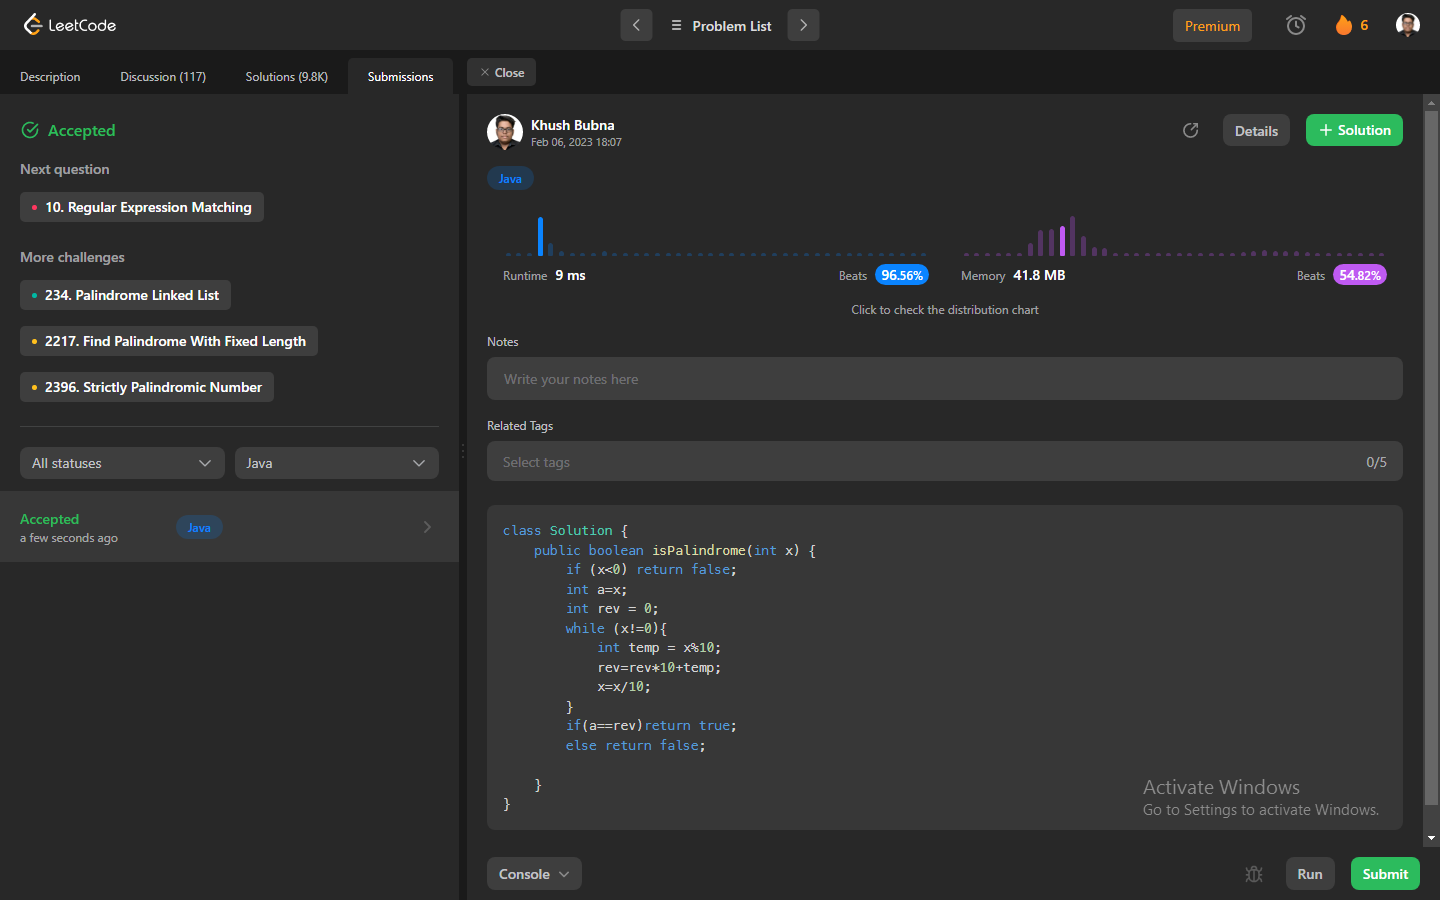 LeetCode
Problem List
Premium
6
Description
Discussion (117)
Solutions (9.8K)
Submissions
Close
Accepted
Next question
10. Regular Expression Matching
More challenges
234. Palindrome Linked List
2217. Find Palindrome With Fixed Length
2396. Strictly Palindromic Number
All statuses
Java
Accepted
a few seconds ago
Java
Khush Bubna
Feb 06, 2023 18:07
Details
+ Solution
Java
Runtime 9 ms
Beats 96.56%
Memory 41.8 MB
Beats 54.82%
Click to check the distribution chart
Notes
Write your notes here
Related Tags
Select tags
0/5
class Solution {
    public boolean isPalindrome(int x) {
        if (x<0) return false;
        int a=x;
        int rev = 0;
        while (x!=0){
            int temp = x%10;
            rev=rev*10+temp;
            x=x/10;
        }
        if(a==rev)return true;
        else return false;
    }
}
Activate Windows
Go to Settings to activate Windows.
Console
Run
Submit